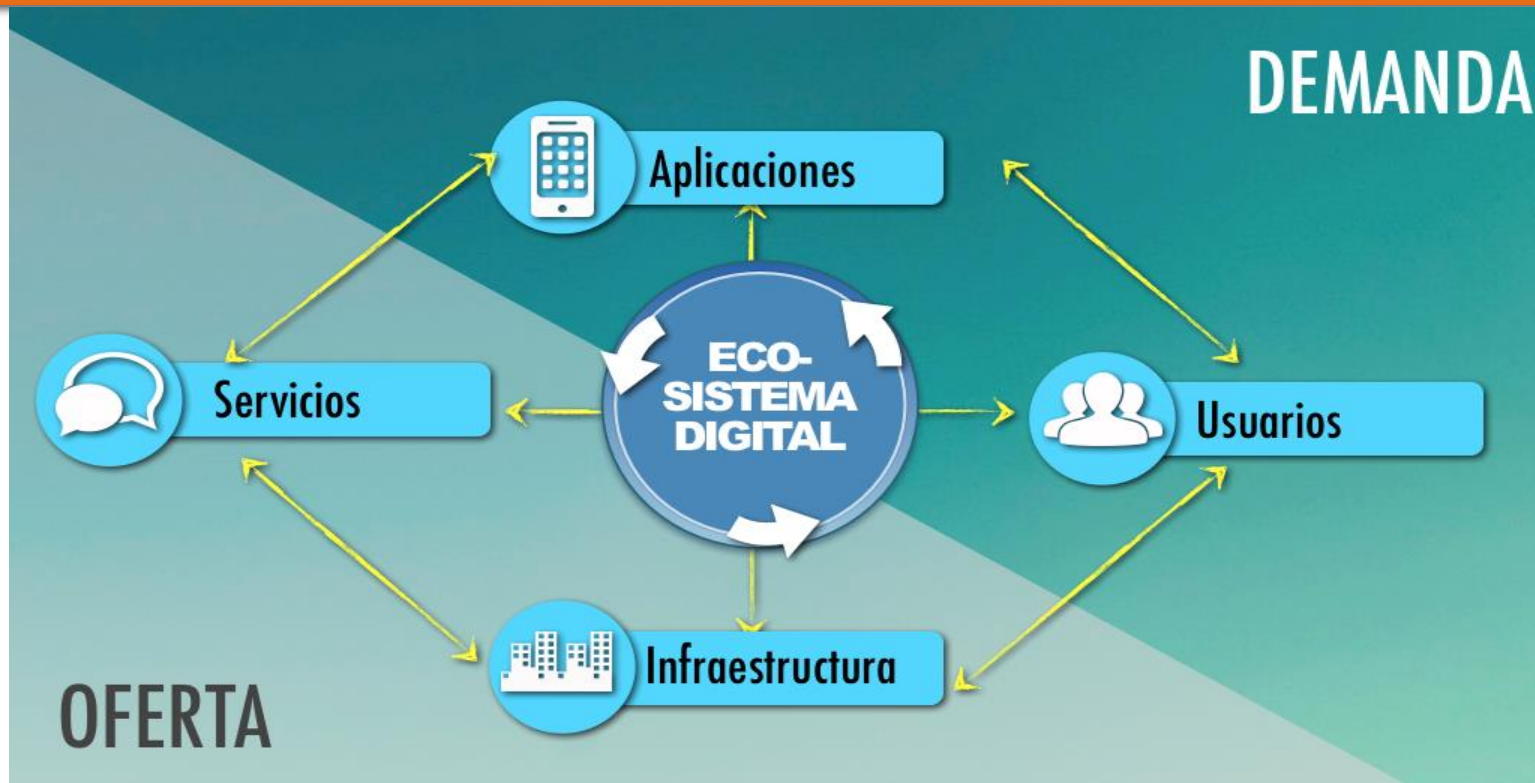 DEMANDA
Aplicaciones
ECO-
SISTEMA
DIGITAL
Servicios
Usuarios
Infraestructura
OFERTA